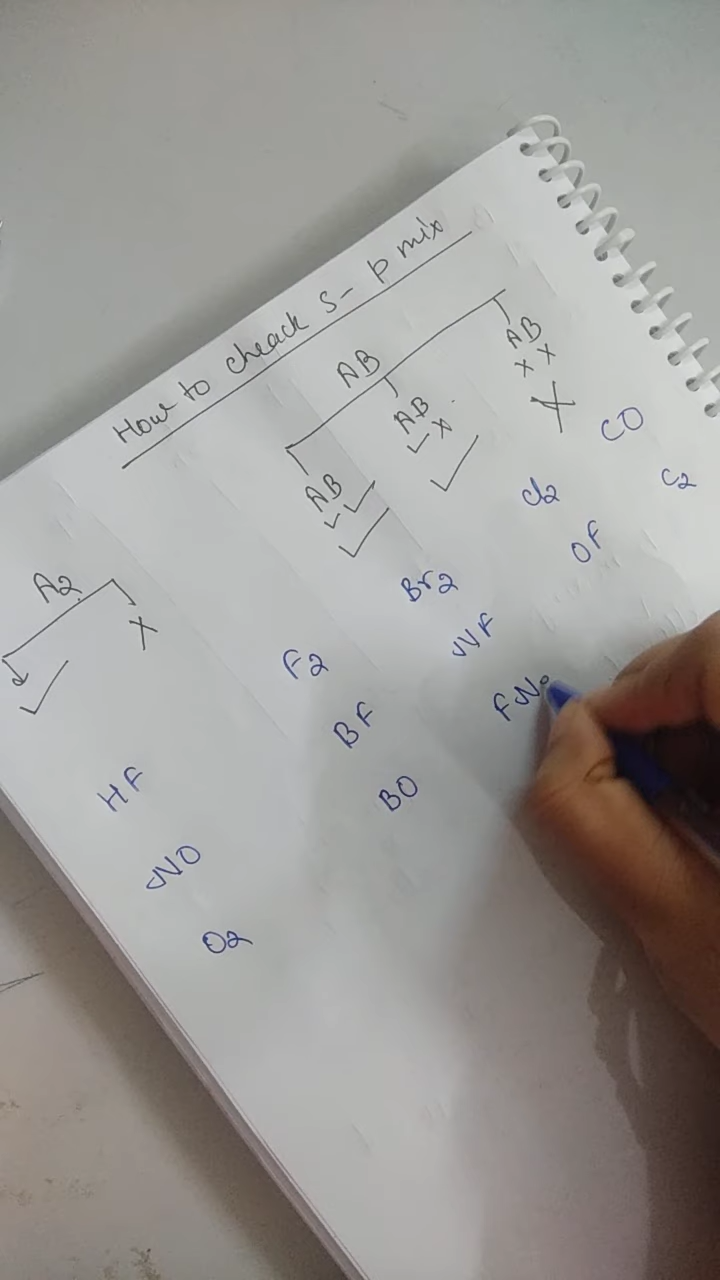 How to cheack s-p mix
AB
AB
AB
AB
A2
HF
NO
O2
F2
BF
BO
Br2
NF
FN
Cl2
OF
CO
C2